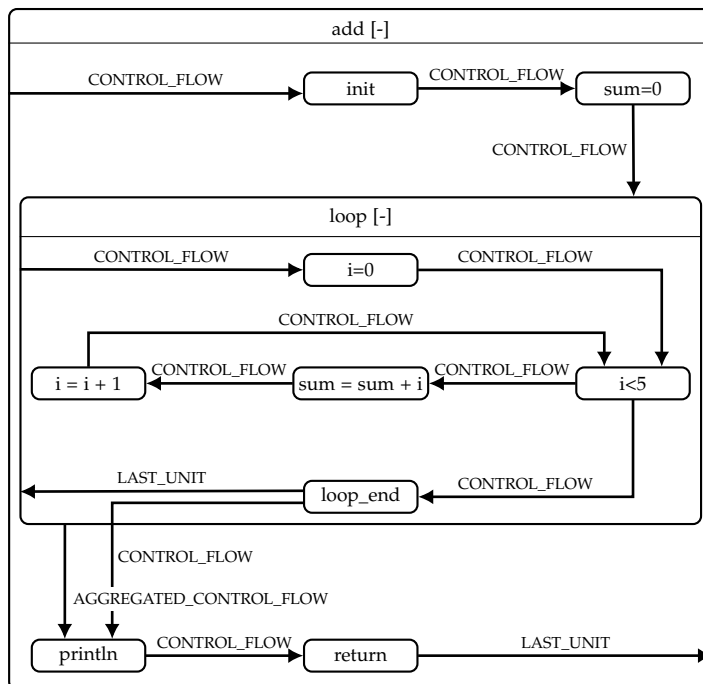 add [-]
CONTROL_FLOW
init
CONTROL_FLOW
sum=0
CONTROL_FLOW
loop [-]
CONTROL_FLOW
i=0
CONTROL_FLOW
CONTROL_FLOW
i = i + 1
CONTROL_FLOW
sum = sum + i
CONTROL_FLOW
i<5
LAST_UNIT
loop_end
CONTROL_FLOW
CONTROL_FLOW
AGGREGATED_CONTROL_FLOW
println
CONTROL_FLOW
return
LAST_UNIT